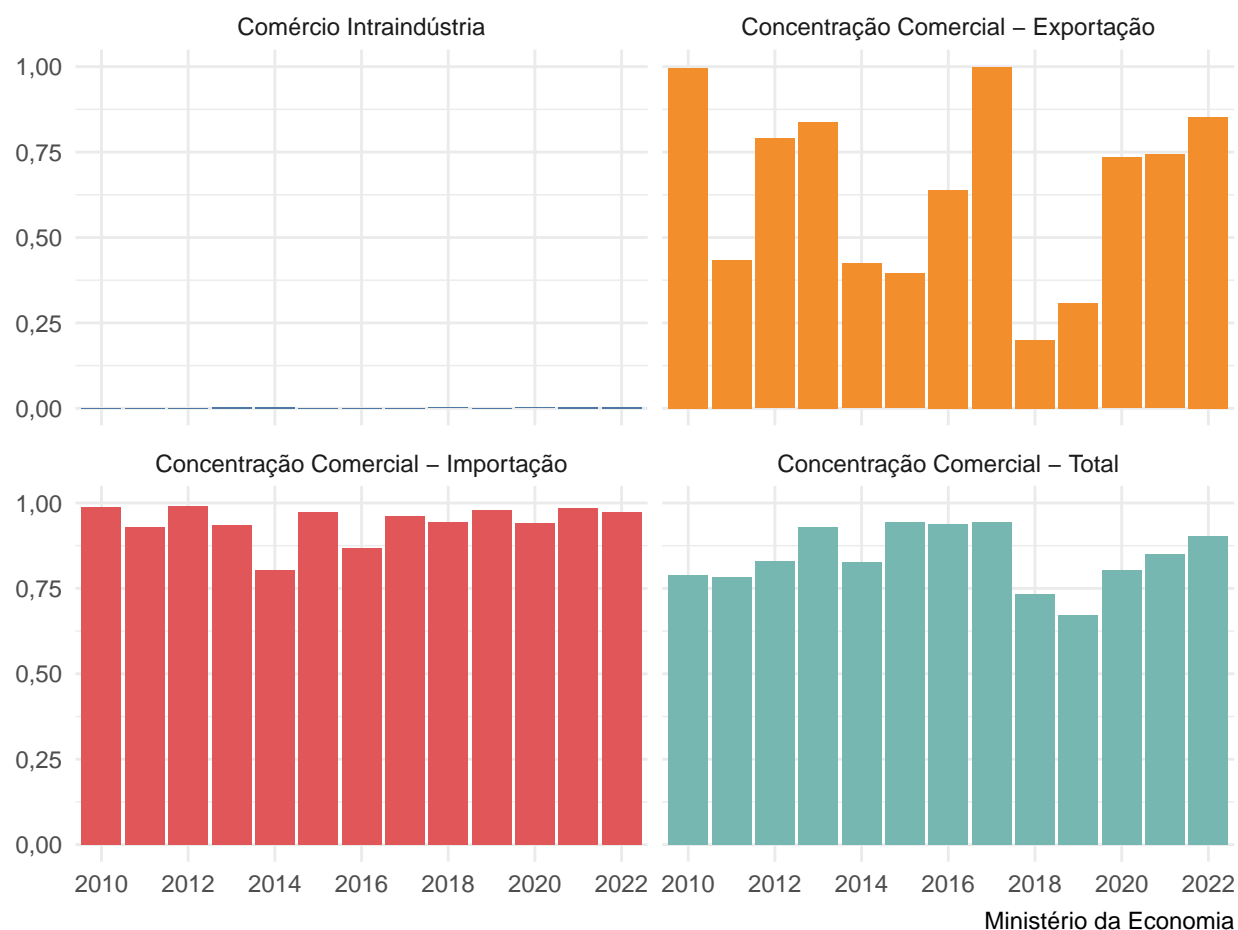 Comércio Intraindústria
Concentração Comercial – Exportação
1,00
0,75
0,50
0,25
0,00
Concentração Comercial – Importação
Concentração Comercial – Total
1,00
0,75
0,50
0,25
0,00
2010 2012 2014 2016 2018 2020 2022
2010 2012 2014 2016 2018 2020 2022
Ministério da Economia